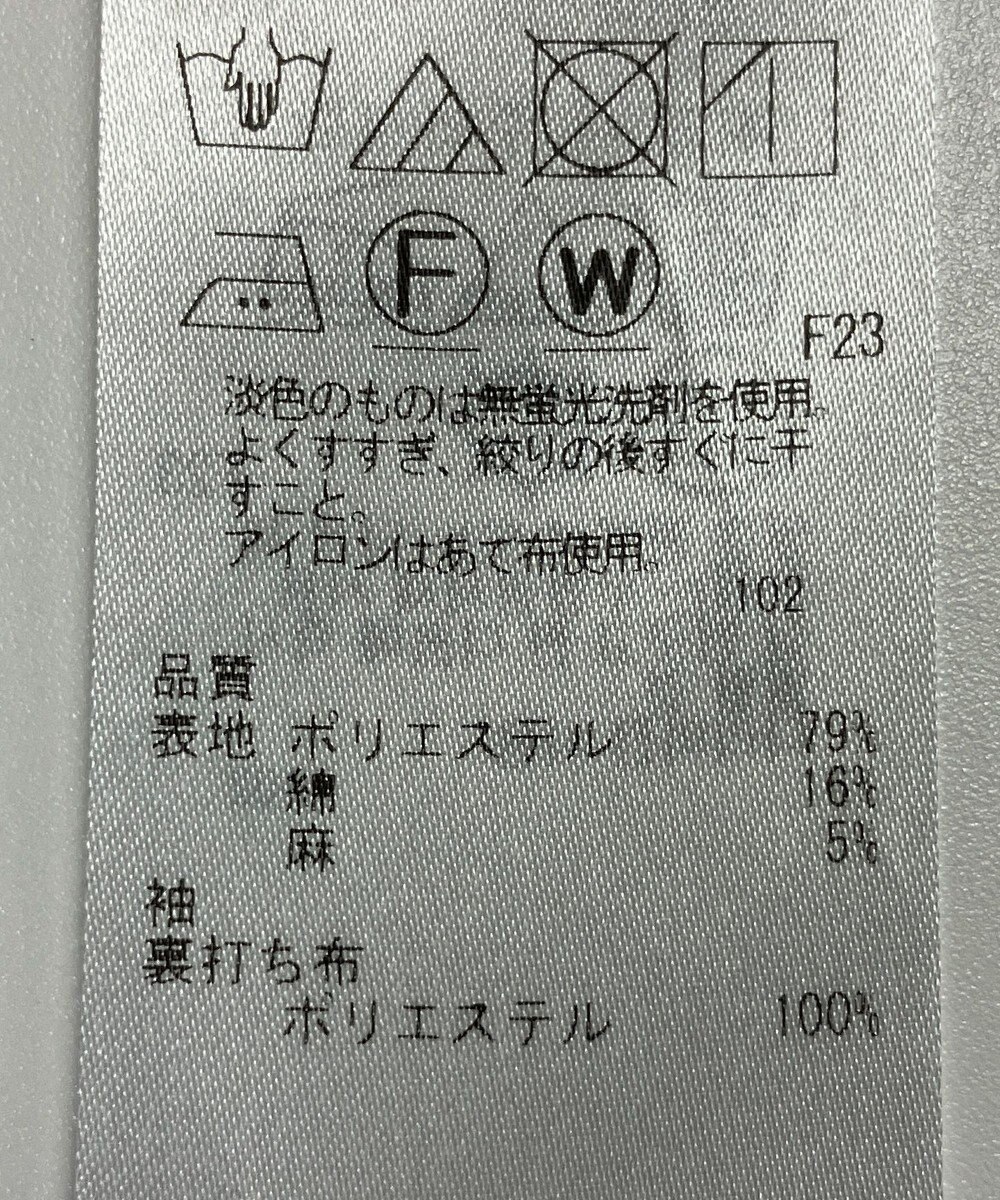 F W
F23
淡色のものは無蛍光洗剤を使用。
よくすすぎ、絞りの後すぐに干
すこと。
アイロンはあて布使用。
102
品質
表地 ポリエステル 79%
綿 16%
麻 5%
袖
裏打ち布
ポリエステル 100%